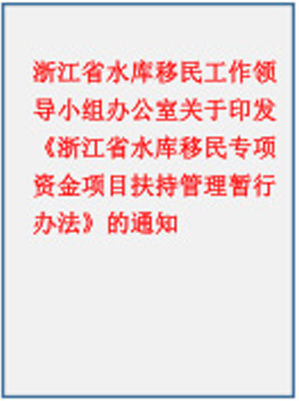 浙江省水库移民工作领
导小组办公室关于印发
《浙江省水库移民专项
资金项目扶持管理暂行
办法》的通知